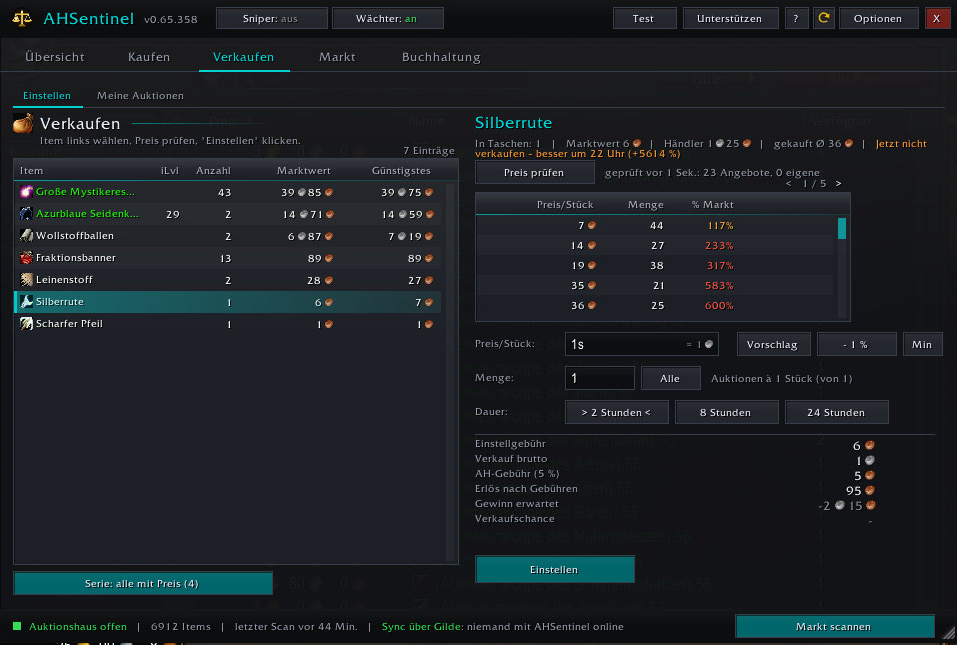 AHSentinel v0.65.358 Sniper: aus Wächter: an Test Unterstützen ? Optionen X
Übersicht Kaufen Verkaufen Markt Buchhaltung
Einstellen Meine Auktionen
Verkaufen
Item links wählen, Preis prüfen, 'Einstellen' klicken.
7 Einträge
Item iLvl Anzahl Marktwert Günstigstes
Große Mystikeres... 43 39 85 39 75
Azurblaue Seidenk... 29 2 14 71 14 59
Wollstoffballen 2 6 87 7 19
Fraktionsbanner 13 89 89
Leinenstoff 2 28 27
Silberrute 1 6 7
Scharfer Pfeil 1 1 1
Serie: alle mit Preis (4)
Silberrute
In Taschen: 1 | Marktwert 6 | Händler 1 25 | gekauft Ø 36 | Jetzt nicht
verkaufen - besser um 22 Uhr (+5614 %)
Preis prüfen geprüft vor 1 Sek.: 23 Angebote, 0 eigene
< 1 / 5 >
Preis/Stück Menge % Markt
7 44 117%
14 27 233%
19 38 317%
35 21 583%
36 25 600%
Preis/Stück: 1s = 1 Vorschlag - 1 % Min
Menge: 1 Alle Auktionen à 1 Stück (von 1)
Dauer: > 2 Stunden < 8 Stunden 24 Stunden
Einstellgebühr 6
Verkauf brutto 1
AH-Gebühr (5 %) 5
Erlös nach Gebühren 95
Gewinn erwartet -2 15
Verkaufschance -
Einstellen
Auktionshaus offen | 6912 Items | letzter Scan vor 44 Min. | Sync über Gilde: niemand mit AHSentinel online Markt scannen